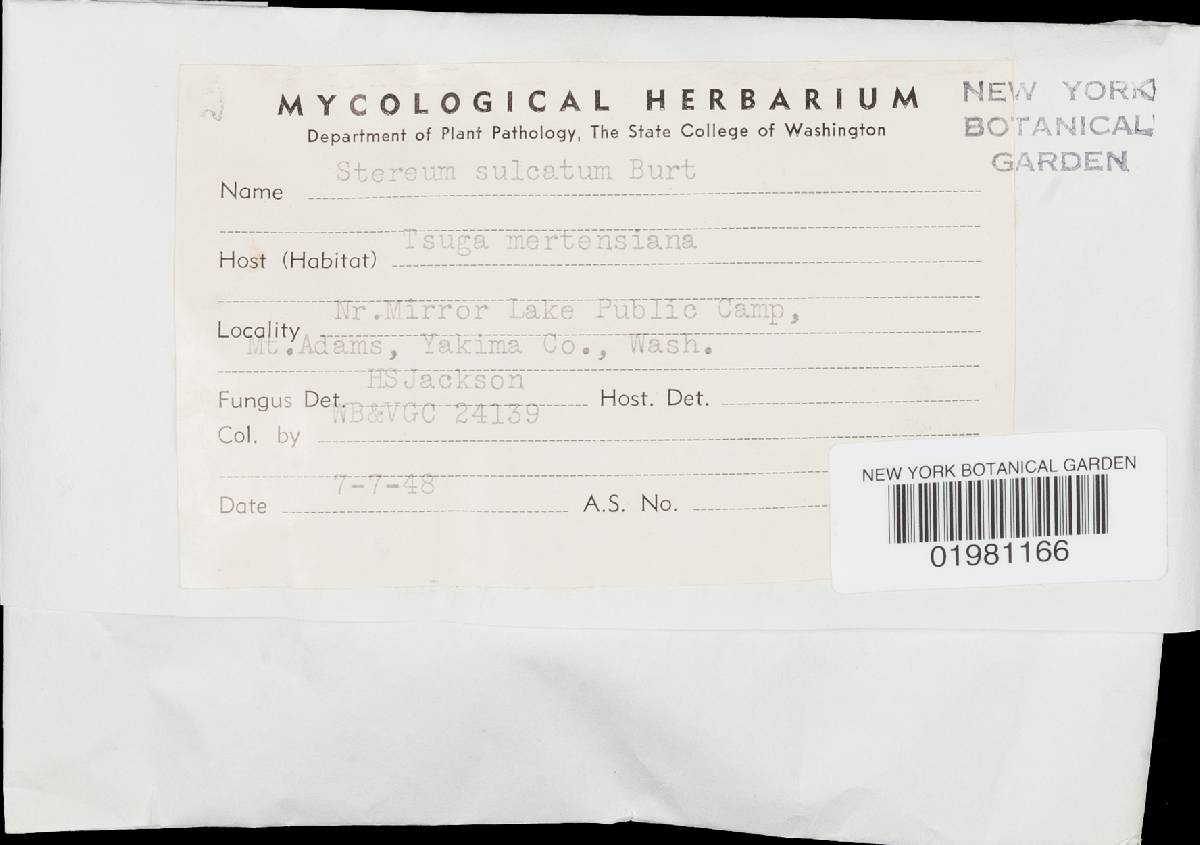 MYCOLOGICAL HERBARIUM
Department of Plant Pathology, The State College of Washington
NEW YORK
BOTANICAL
GARDEN
Name Stereum sulcatum Burt
Host (Habitat) Tsuga mertensiana
Locality Nr.Mirror Lake Public Camp,
Mt.Adams, Yakima Co., Wash.
Fungus Det. HSJackson Host. Det.
Col. by WB&VGC 24139
Date 7-7-48 A.S. No.
NEW YORK BOTANICAL GARDEN
01981166